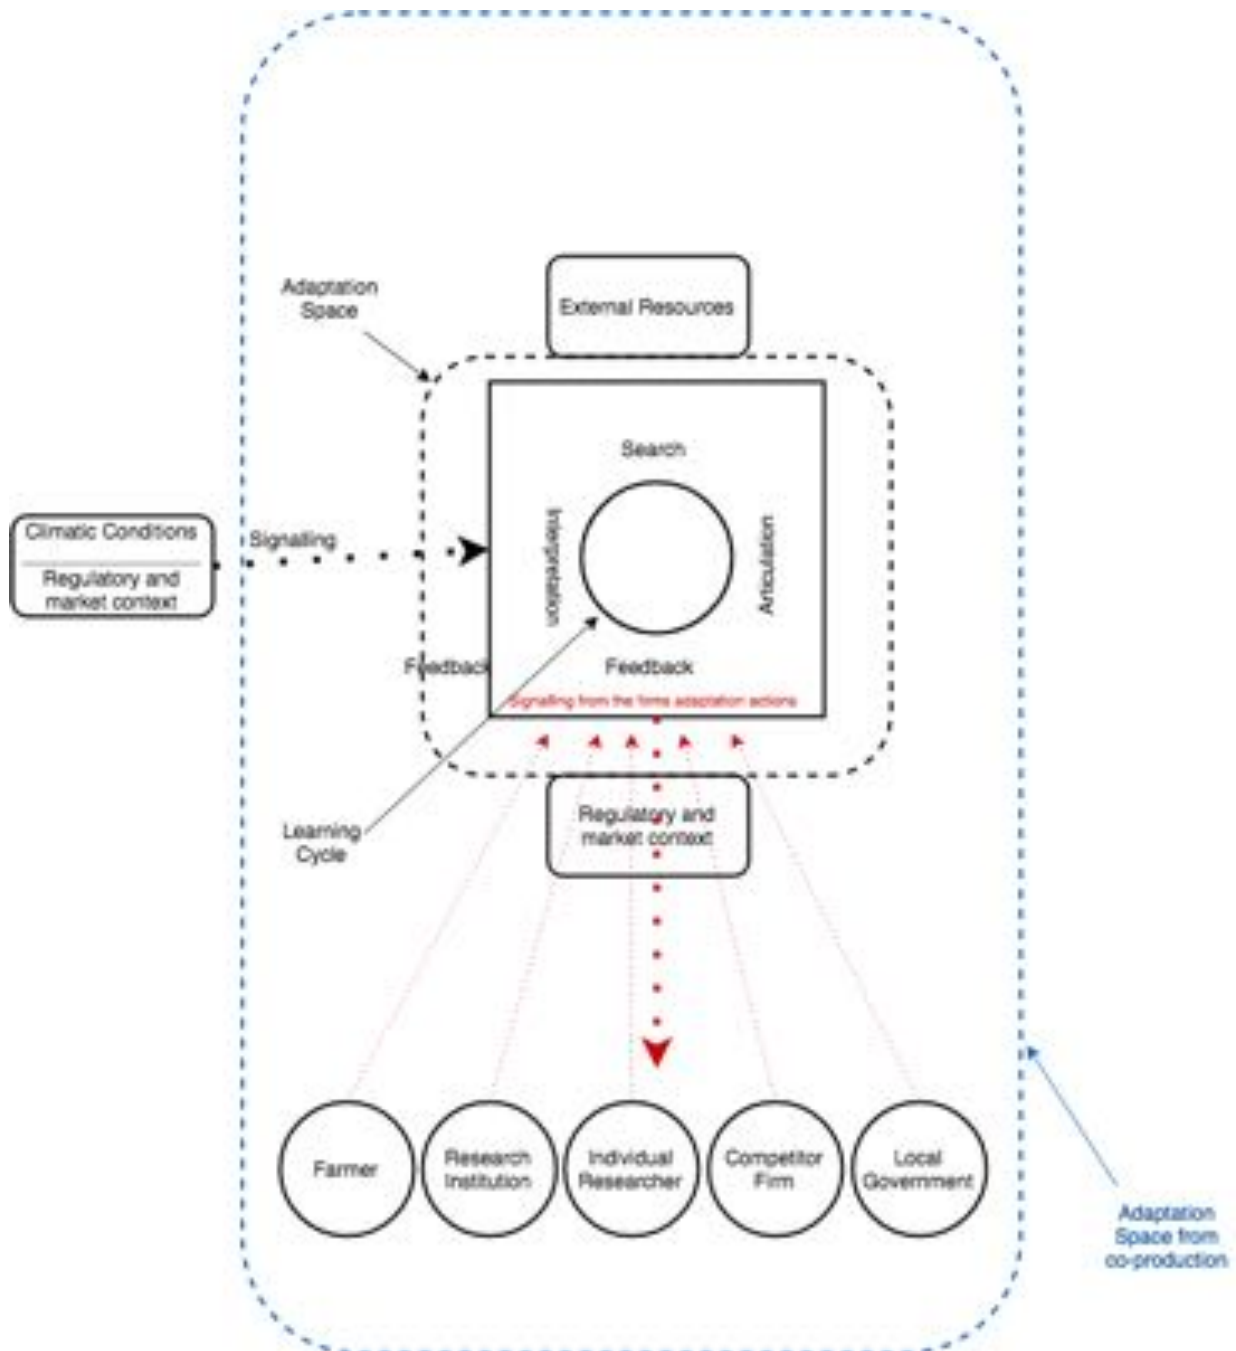 Adaptation
Space
External Resources
Search
Climatic Conditions
Regulatory and
market context
Signalling
Interpretation
Articulation
Feedback
Feedback
Signalling from the firms adaptation actions
Regulatory and
market context
Learning
Cycle
Farmer
Research
Institution
Individual
Researcher
Competitor
Firm
Local
Government
Adaptation
Space from
co-production